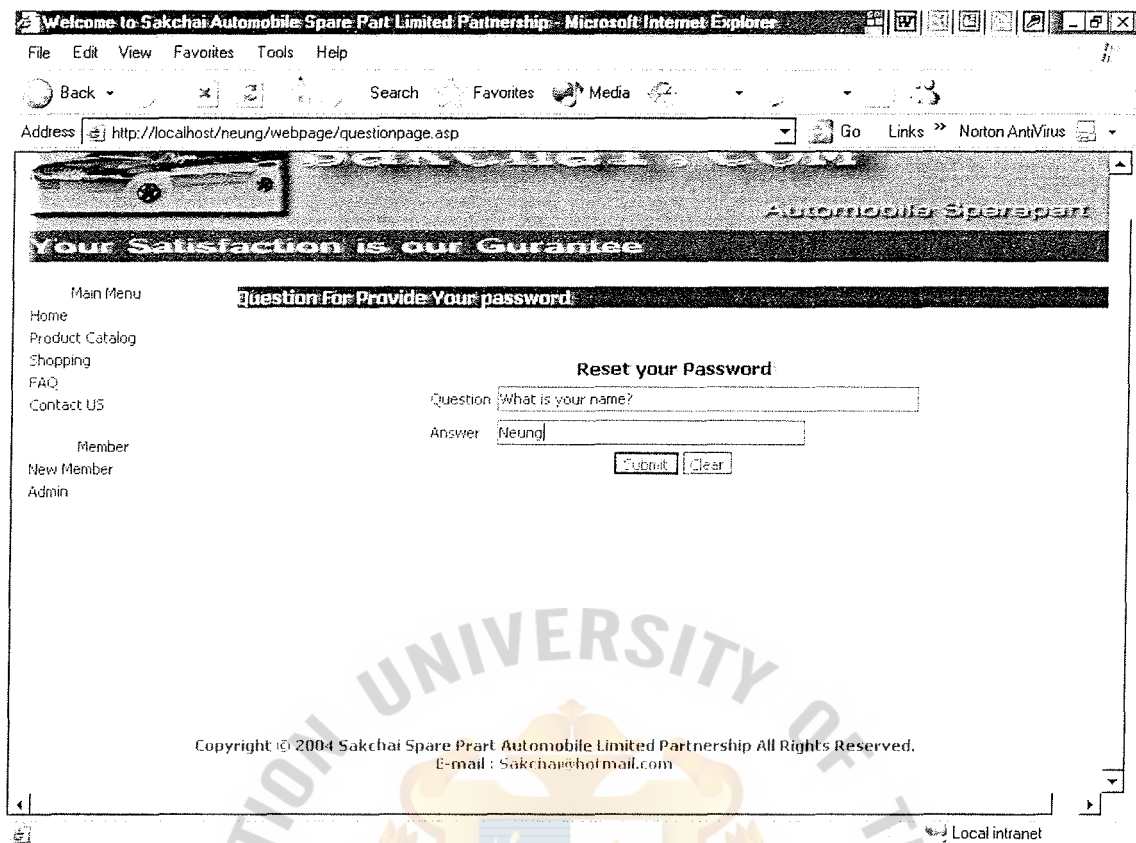 Welcome to Sakchai Automobile Spare Part Limited Partnership - Microsoft Internet Explorer
File Edit View Favorites Tools Help
Back Search Favorites Media
Address http://localhost/neung/webpage/questionpage.asp Go Links » Norton AntiVirus
Sakchai.COM
Automobile Sparepart
Your Satisfaction is our Gurantee
Main Menu
Home
Product Catalog
Shopping
FAQ
Contact US
Member
New Member
Admin
Question For Provide Your password
Reset your Password
Question What is your name?
Answer Neung
Submit Clear
UNIVERSITY OF
Copyright © 2004 Sakchai Spare Prart Automobile Limited Partnership All Rights Reserved.
E-mail : Sakchai@hotmail.com
Local intranet